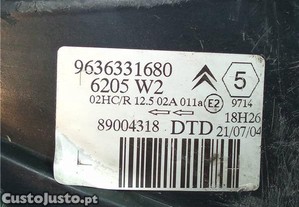 9636331680
6205 W2
5
02HC/R 12.5 02A 011a E2 9714
18H26
89004318 DTD 21/07/04
CustoJusto.pt